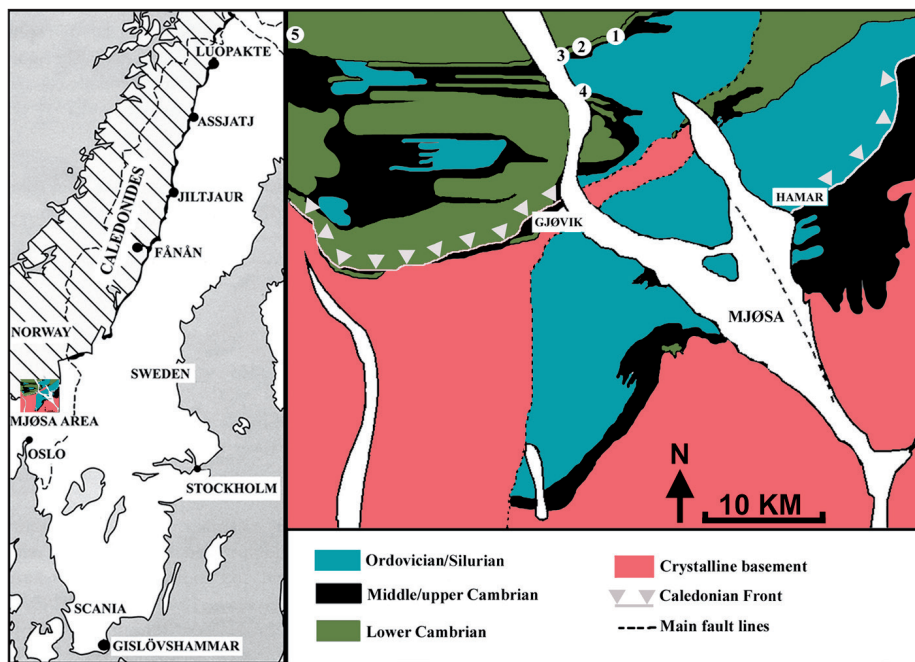 LUOPAKTE
ASSJATJ
JILTJAUR
CALEDONIDES
FÅNÅN
NORWAY
SWEDEN
MJØSA AREA
OSLO
STOCKHOLM
SCANIA
GISLÖVSHAMMAR
5
1
2
3
4
HAMAR
GJØVIK
MJØSA
N
10 KM
Ordovician/Silurian
Middle/upper Cambrian
Lower Cambrian
Crystalline basement
Caledonian Front
Main fault lines